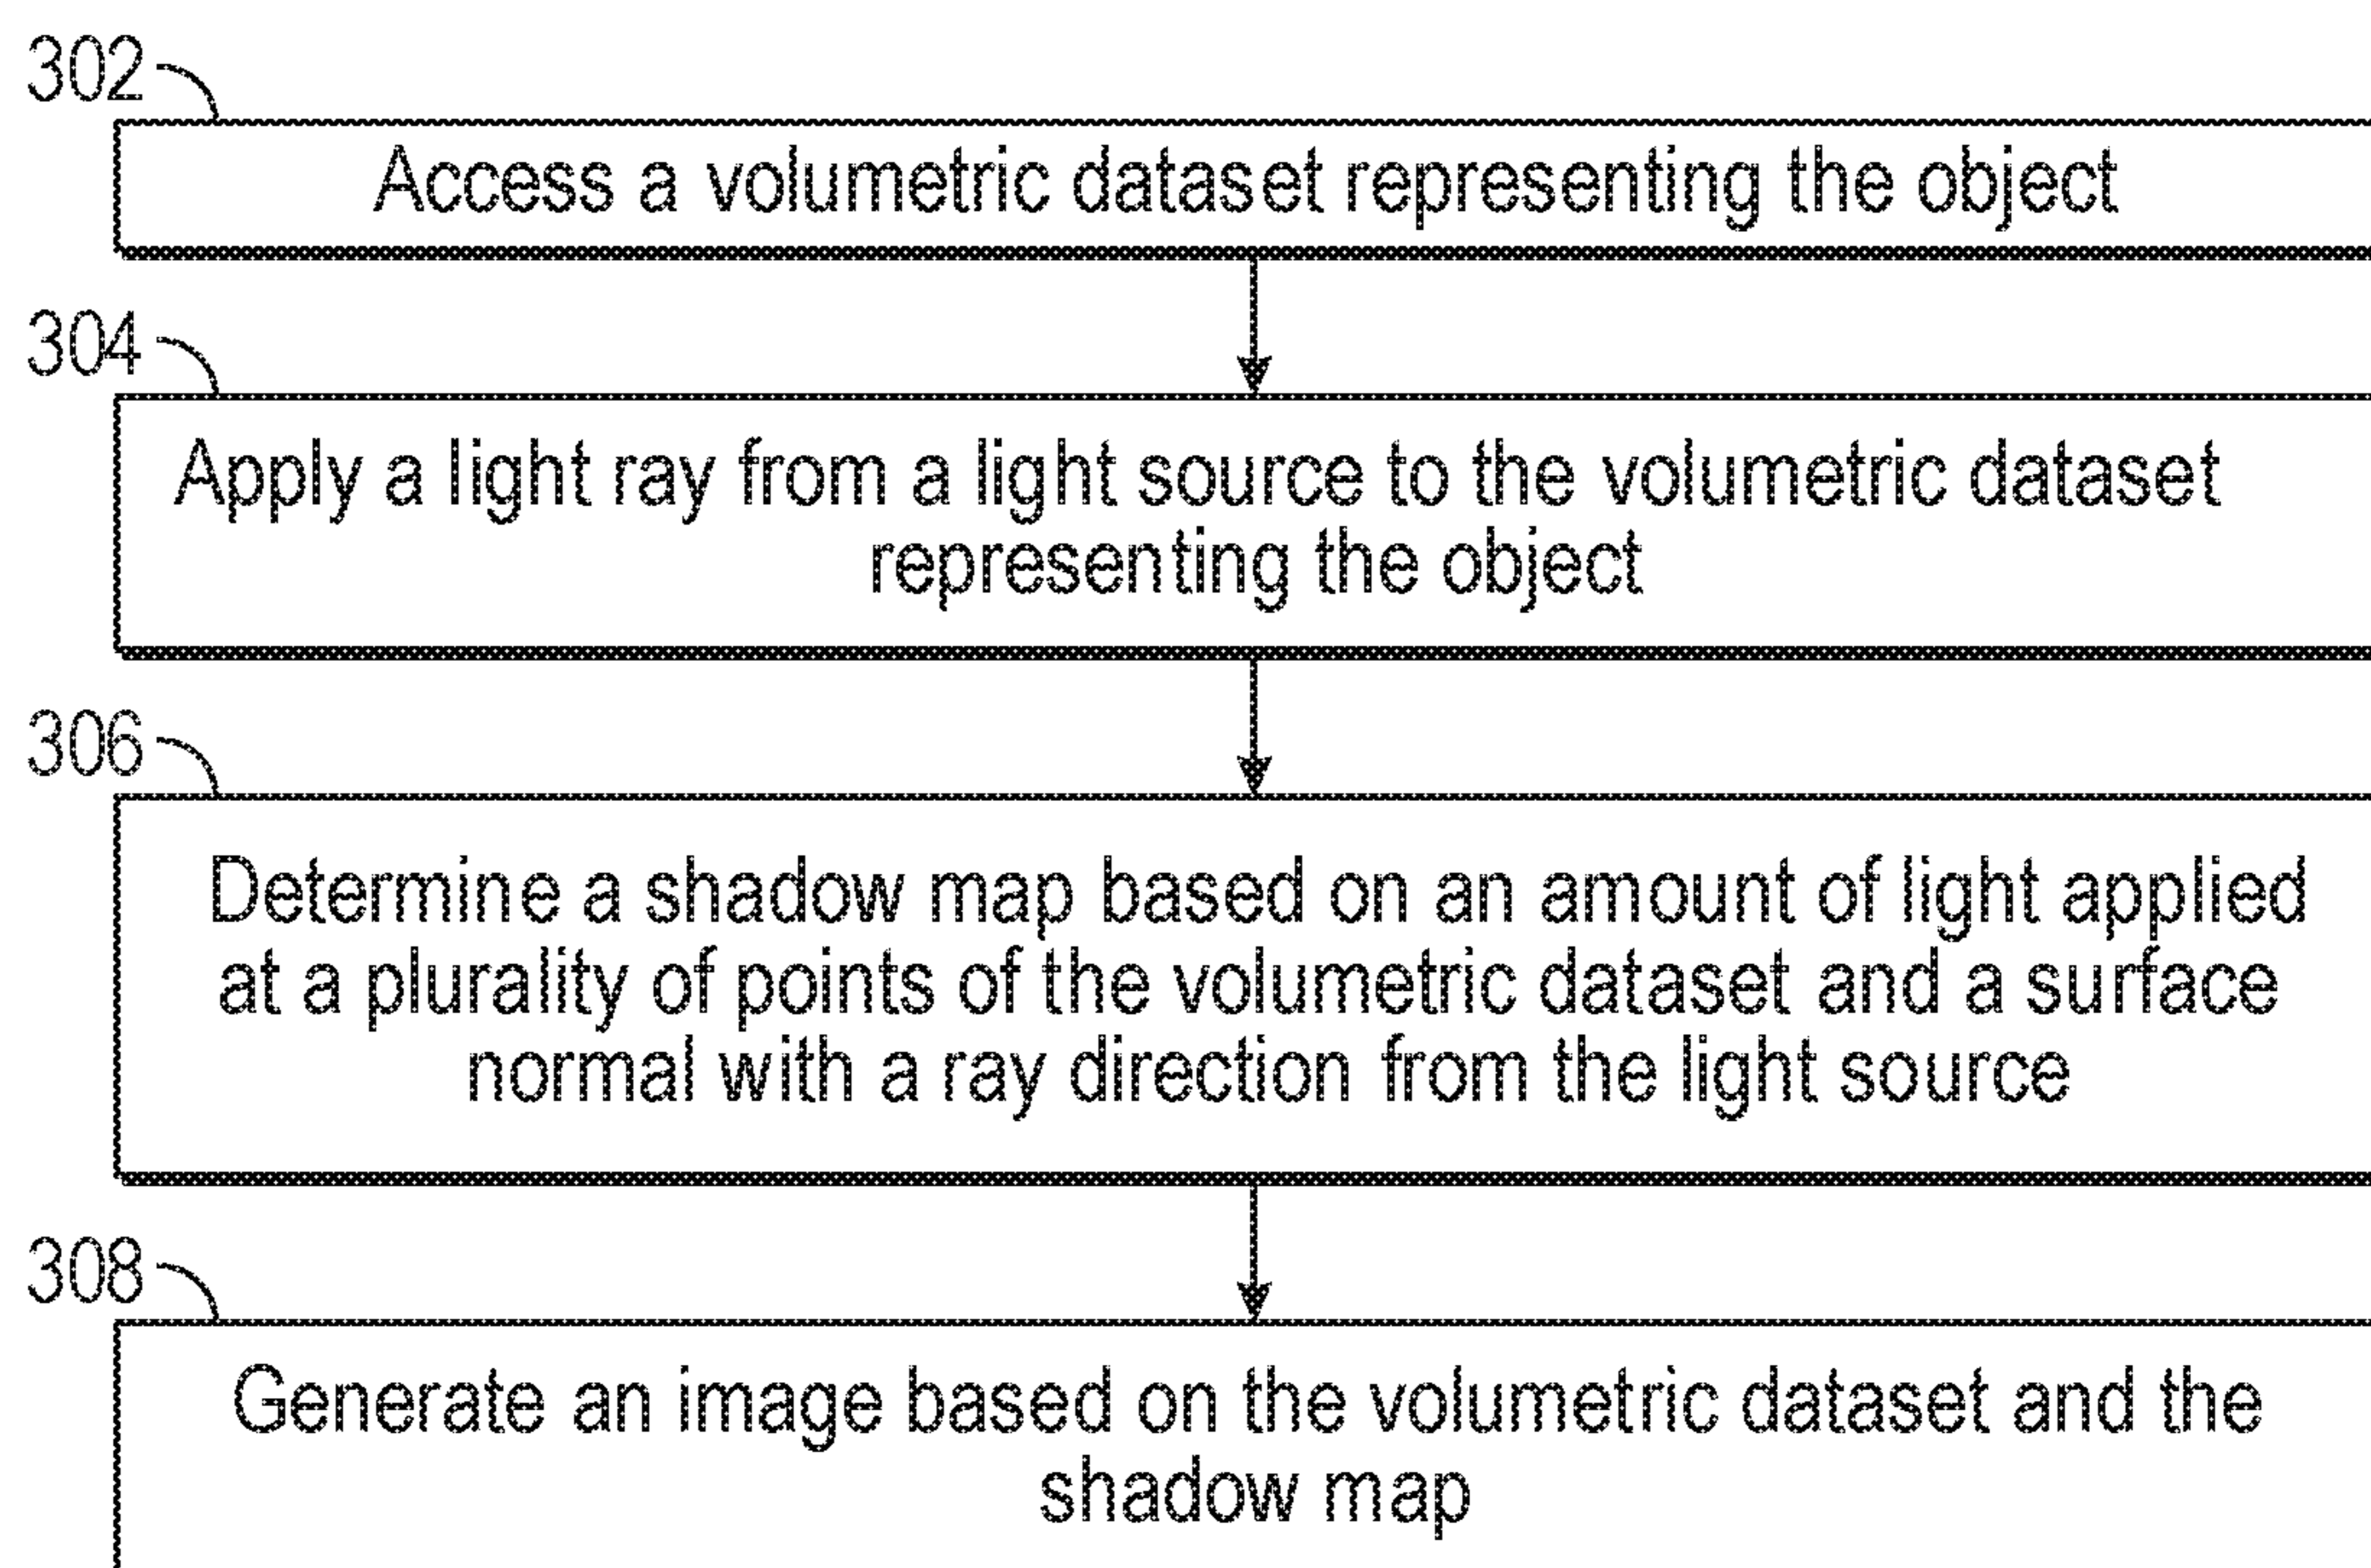 302
Access a volumetric dataset representing the object
304
Apply a light ray from a light source to the volumetric dataset
representing the object
306
Determine a shadow map based on an amount of light applied
at a plurality of points of the volumetric dataset and a surface
normal with a ray direction from the light source
308
Generate an image based on the volumetric dataset and the
shadow map